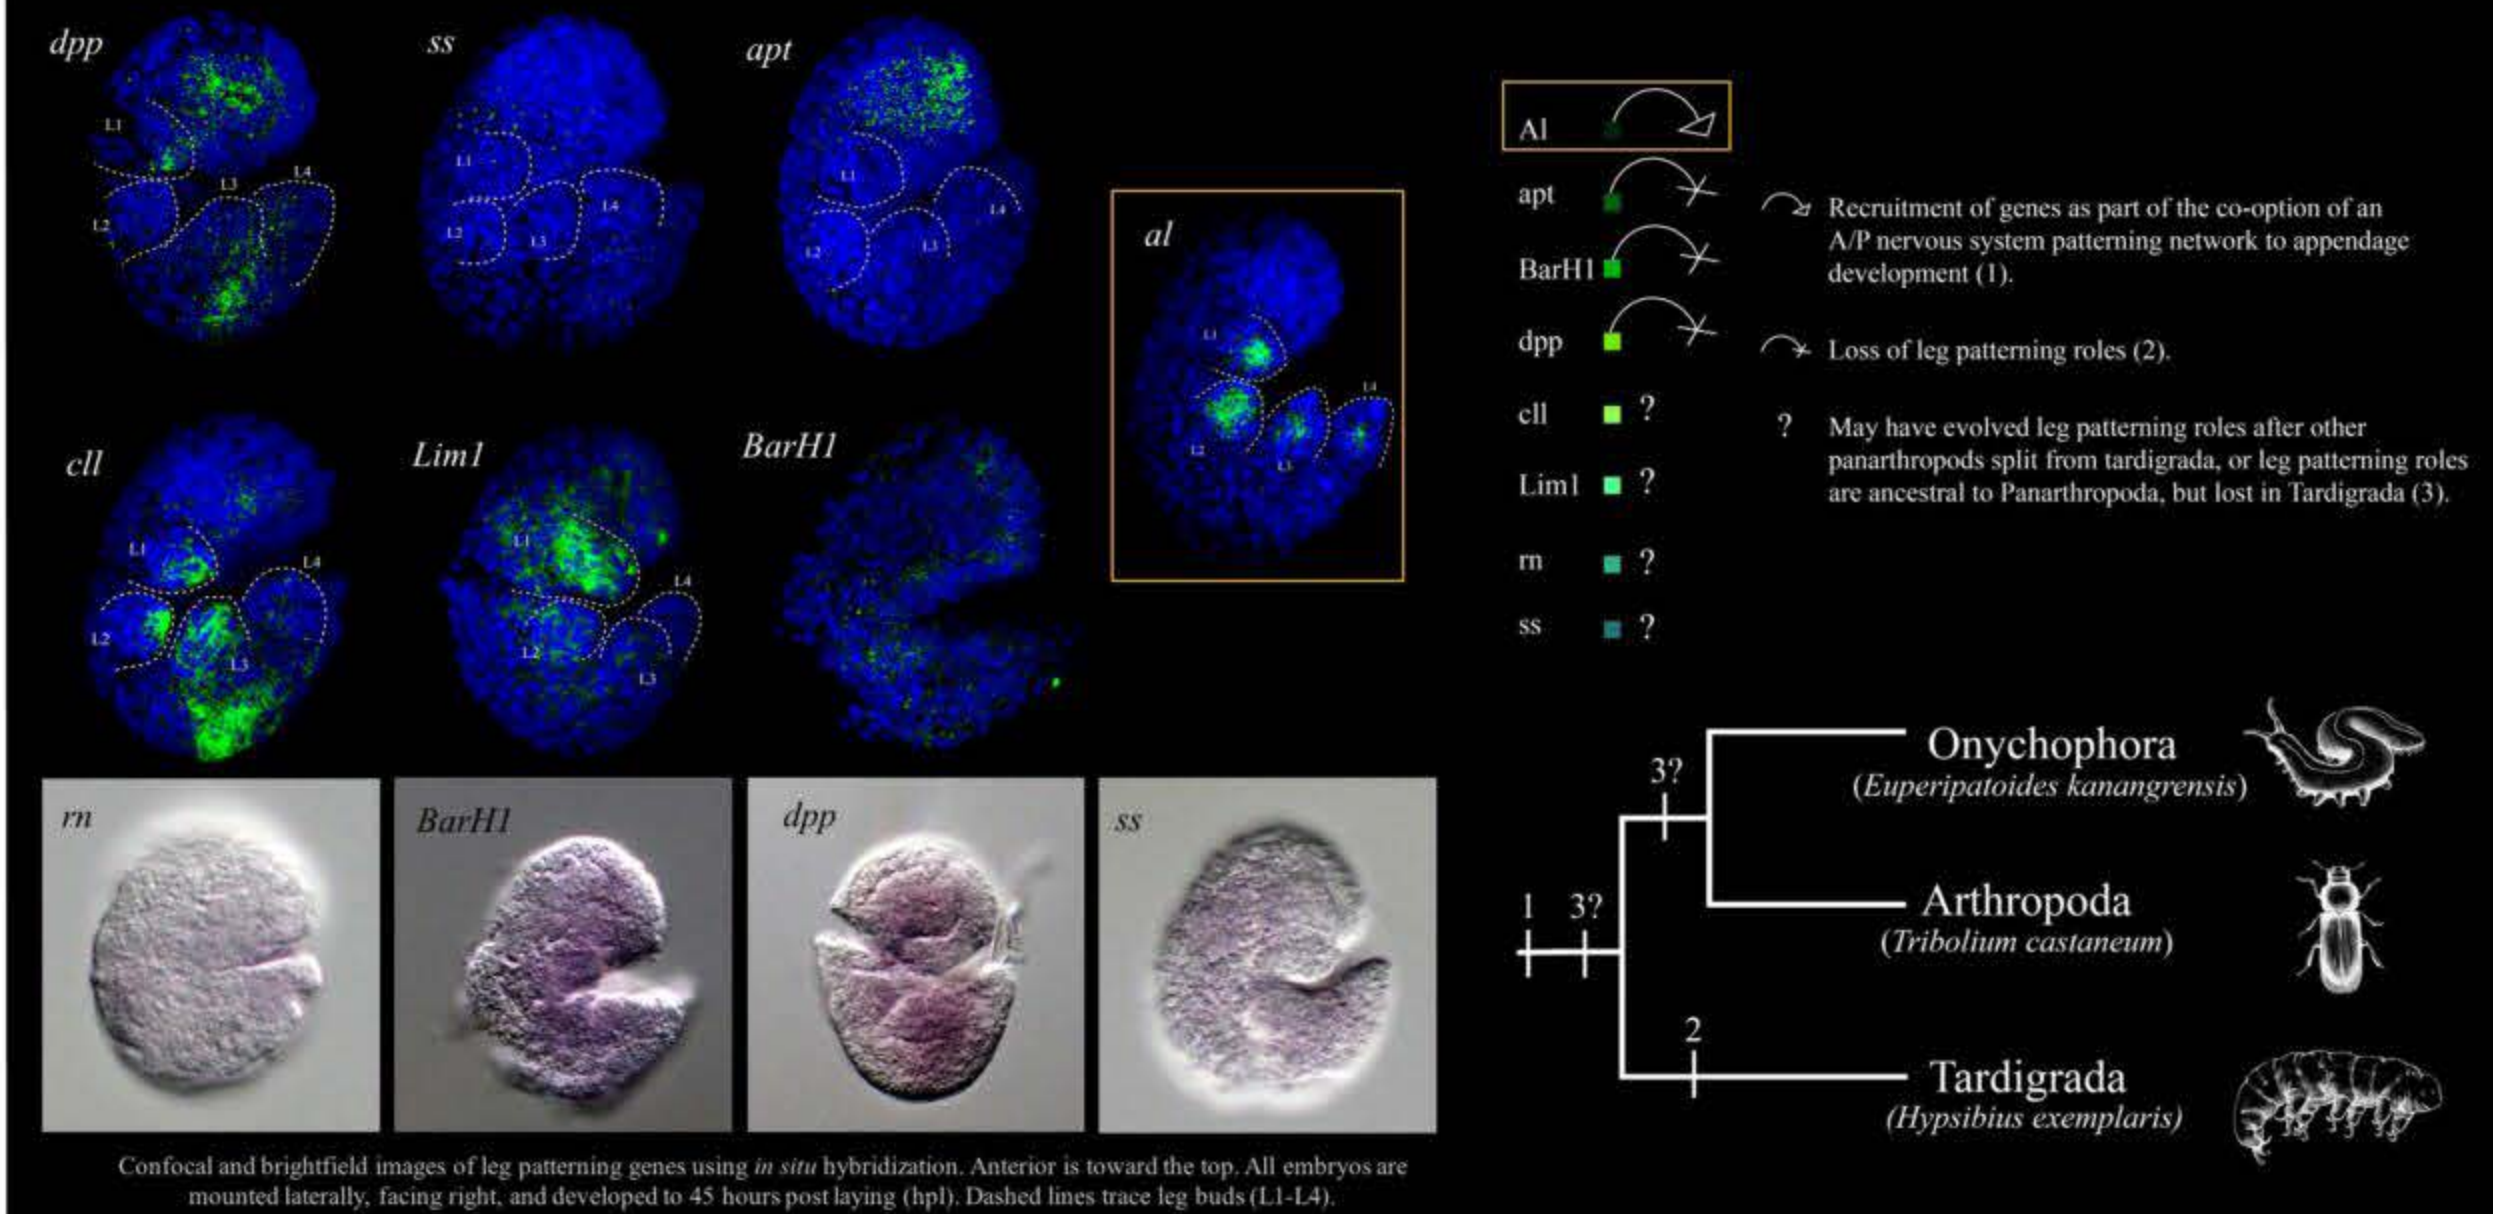 dpp
L1
L2
L3
L4
ss
L1
L2
L3
L4
apt
L1
L2
L3
L4
al
L1
L2
L3
L4
cll
L1
L2
L3
L4
Lim1
L1
L2
L3
L4
BarH1
rn
BarH1
dpp
ss
Confocal and brightfield images of leg patterning genes using in situ hybridization. Anterior is toward the top. All embryos are
mounted laterally, facing right, and developed to 45 hours post laying (hpl). Dashed lines trace leg buds (L1-L4).
Al
apt
BarH1
dpp
cll ?
Lim1 ?
rn ?
ss ?
Recruitment of genes as part of the co-option of an
A/P nervous system patterning network to appendage
development (1).
Loss of leg patterning roles (2).
? May have evolved leg patterning roles after other
panarthropods split from tardigrada, or leg patterning roles
are ancestral to Panarthropoda, but lost in Tardigrada (3).
3?
1 3?
2
Onychophora
(Euperipatoides kanangrensis)
Arthropoda
(Tribolium castaneum)
Tardigrada
(Hypsibius exemplaris)